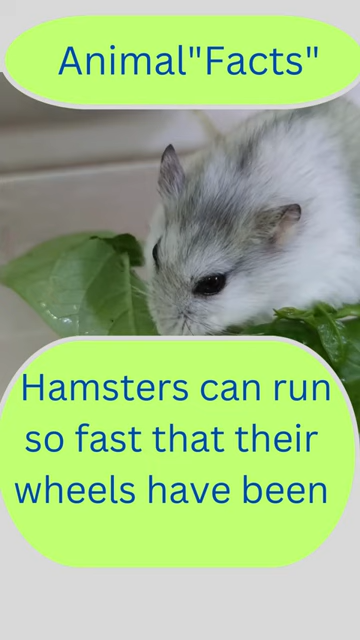 Animal"Facts"
Hamsters can run
so fast that their
wheels have been